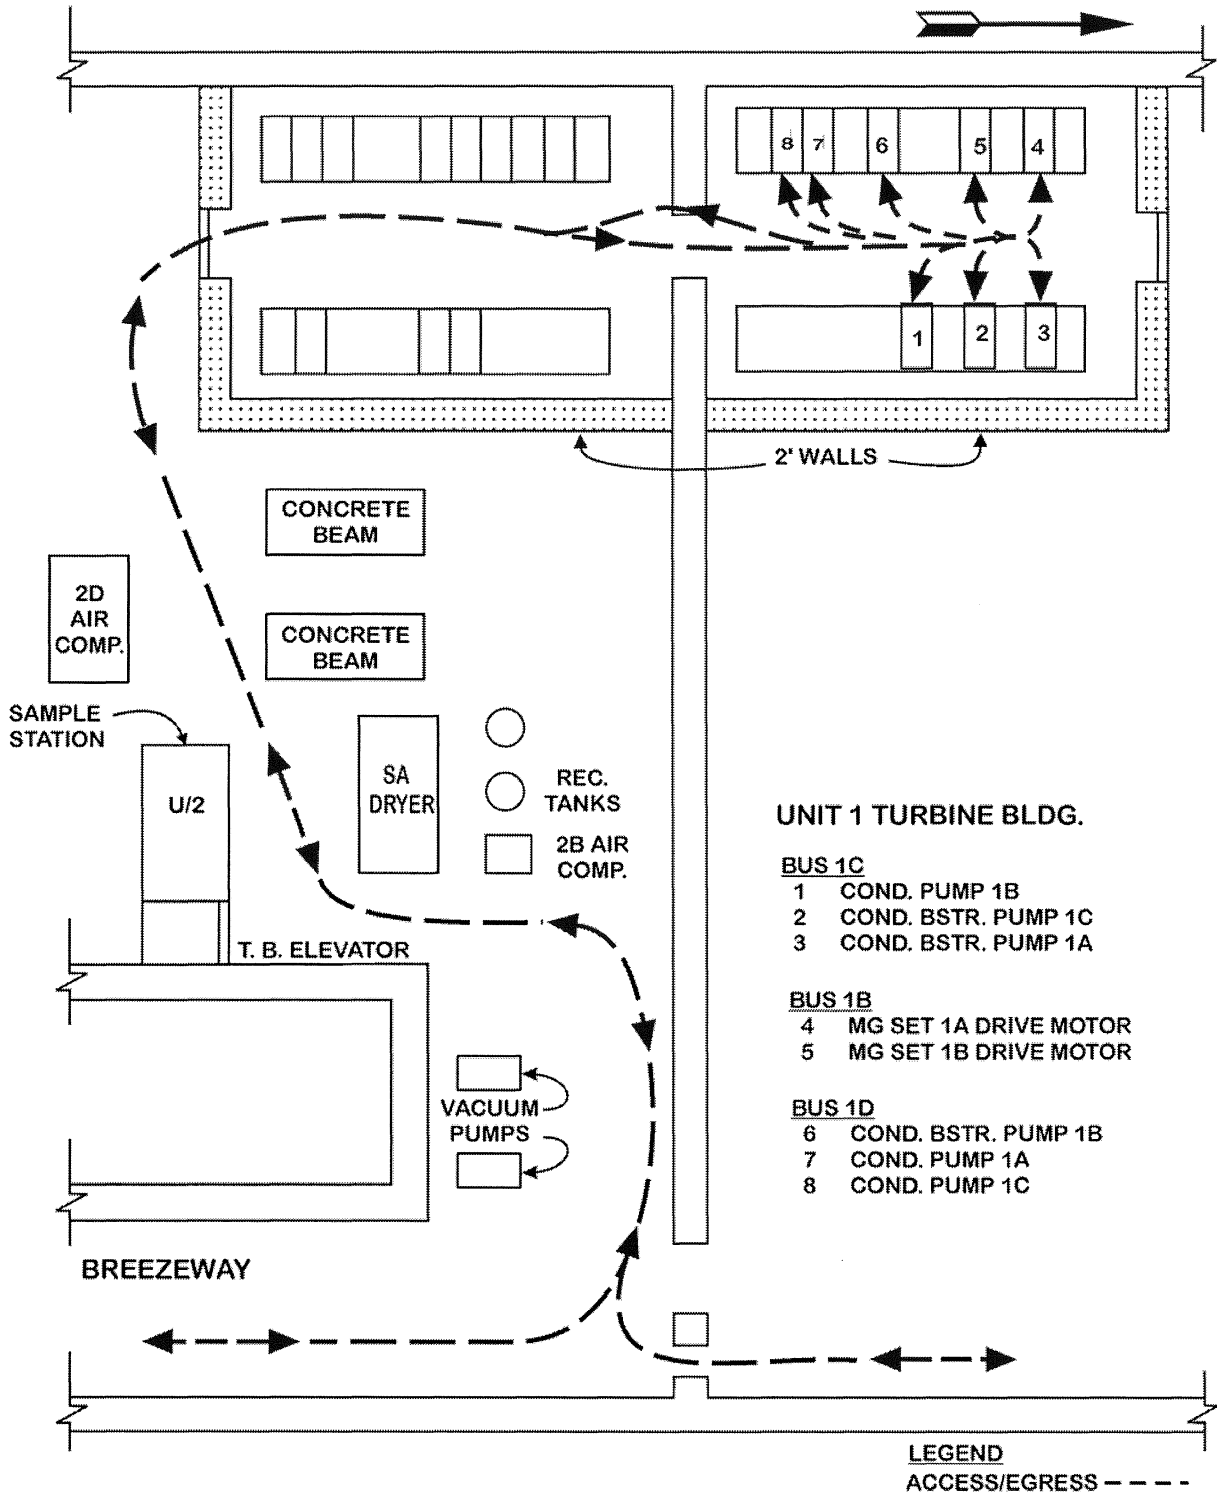 8 7 6 5 4
1 2 3
2' WALLS
CONCRETE
BEAM
2D
AIR
COMP.
CONCRETE
BEAM
SAMPLE
STATION
U/2
SA
DRYER
REC.
TANKS
2B AIR
COMP.
T. B. ELEVATOR
VACUUM
PUMPS
BREEZEWAY
UNIT 1 TURBINE BLDG.
BUS 1C
1 COND. PUMP 1B
2 COND. BSTR. PUMP 1C
3 COND. BSTR. PUMP 1A
BUS 1B
4 MG SET 1A DRIVE MOTOR
5 MG SET 1B DRIVE MOTOR
BUS 1D
6 COND. BSTR. PUMP 1B
7 COND. PUMP 1A
8 COND. PUMP 1C
LEGEND
ACCESS/EGRESS